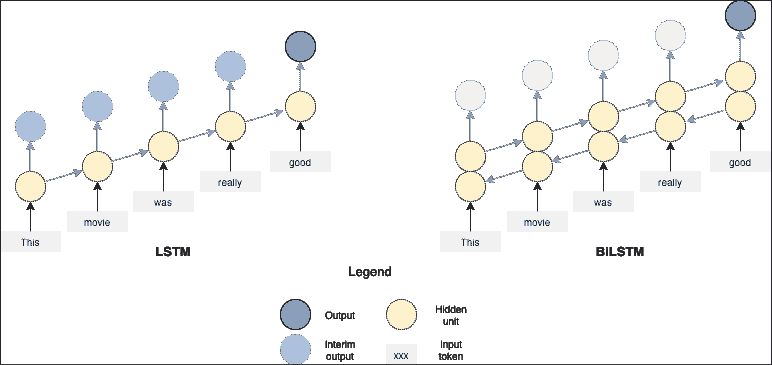 This
movie
was
really
good
LSTM
This
movie
was
really
good
BILSTM
Legend
Output
Hidden
unit
Interim
output
xxx
Input
token